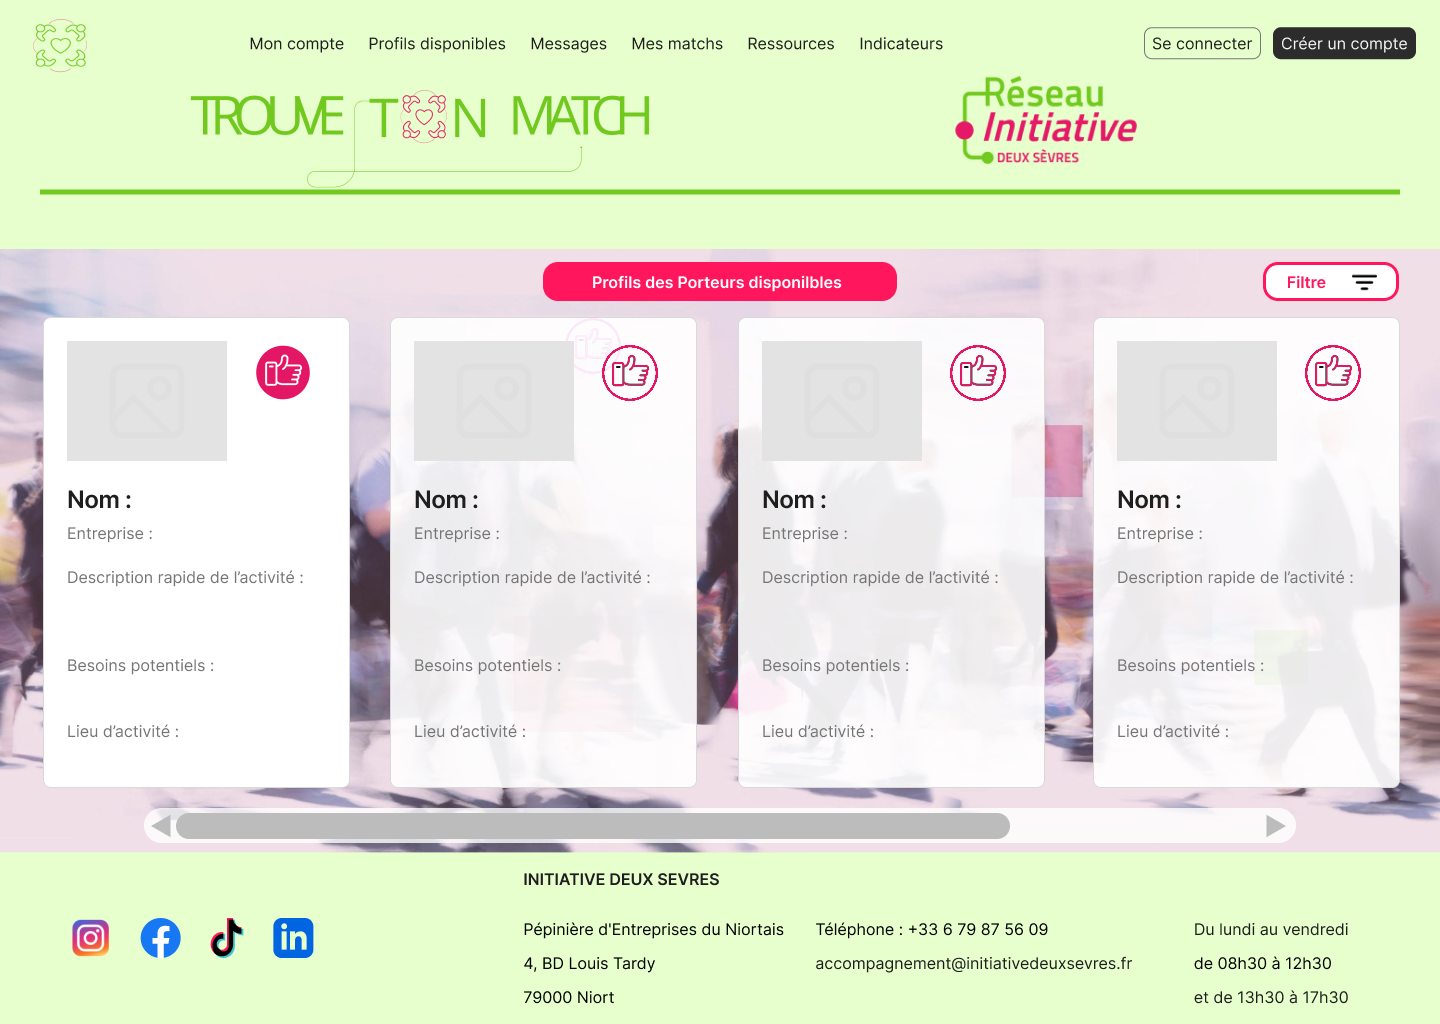 Mon compte Profils disponibles Messages Mes matchs Ressources Indicateurs Se connecter Créer un compte
TROUVE TON MATCH
Réseau
Initiative
DEUX SÈVRES
Profils des Porteurs disponilbles
Filtre
Nom :
Entreprise :
Description rapide de l’activité :
Besoins potentiels :
Lieu d’activité :
Nom :
Entreprise :
Description rapide de l’activité :
Besoins potentiels :
Lieu d’activité :
Nom :
Entreprise :
Description rapide de l’activité :
Besoins potentiels :
Lieu d’activité :
Nom :
Entreprise :
Description rapide de l’activité :
Besoins potentiels :
Lieu d’activité :
in
INITIATIVE DEUX SEVRES
Pépinière d'Entreprises du Niortais
4, BD Louis Tardy
79000 Niort
Téléphone : +33 6 79 87 56 09
accompagnement@initiativedeuxsevres.fr
Du lundi au vendredi
de 08h30 à 12h30
et de 13h30 à 17h30